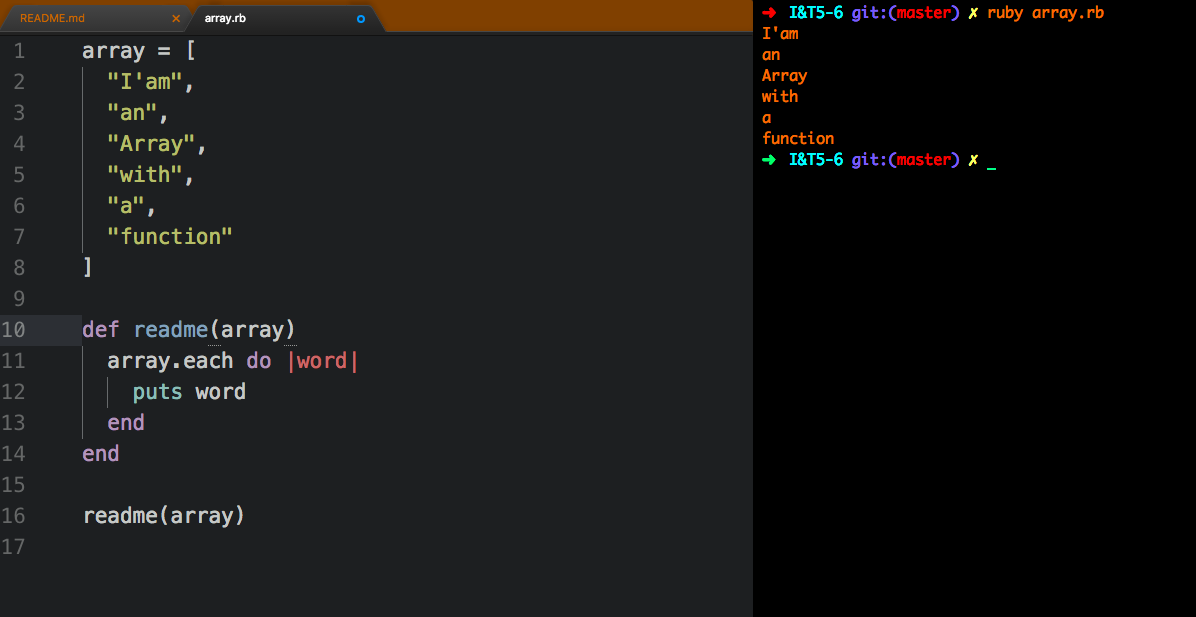 README.md × array.rb
1 array = [
2   "I'am",
3   "an",
4   "Array",
5   "with",
6   "a",
7   "function"
8 ]
9
10 def readme(array)
11   array.each do |word|
12     puts word
13   end
14 end
15
16 readme(array)
17
➜ I&T5-6 git:(master) ✗ ruby array.rb
I'am
an
Array
with
a
function
➜ I&T5-6 git:(master) ✗ _